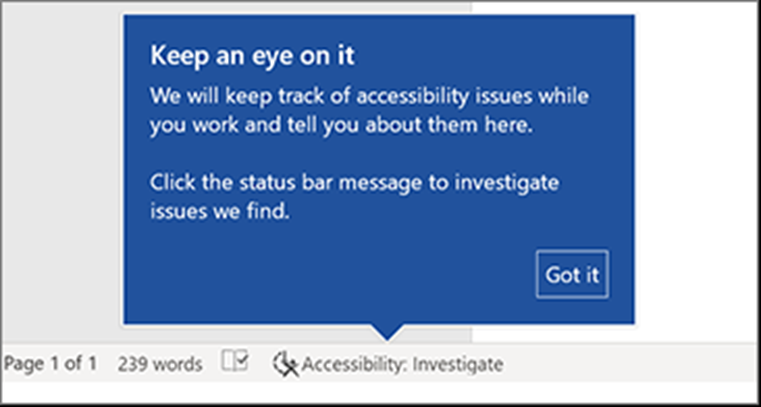 Keep an eye on it
We will keep track of accessibility issues while
you work and tell you about them here.
Click the status bar message to investigate
issues we find.
Got it
Page 1 of 1 239 words Accessibility: Investigate